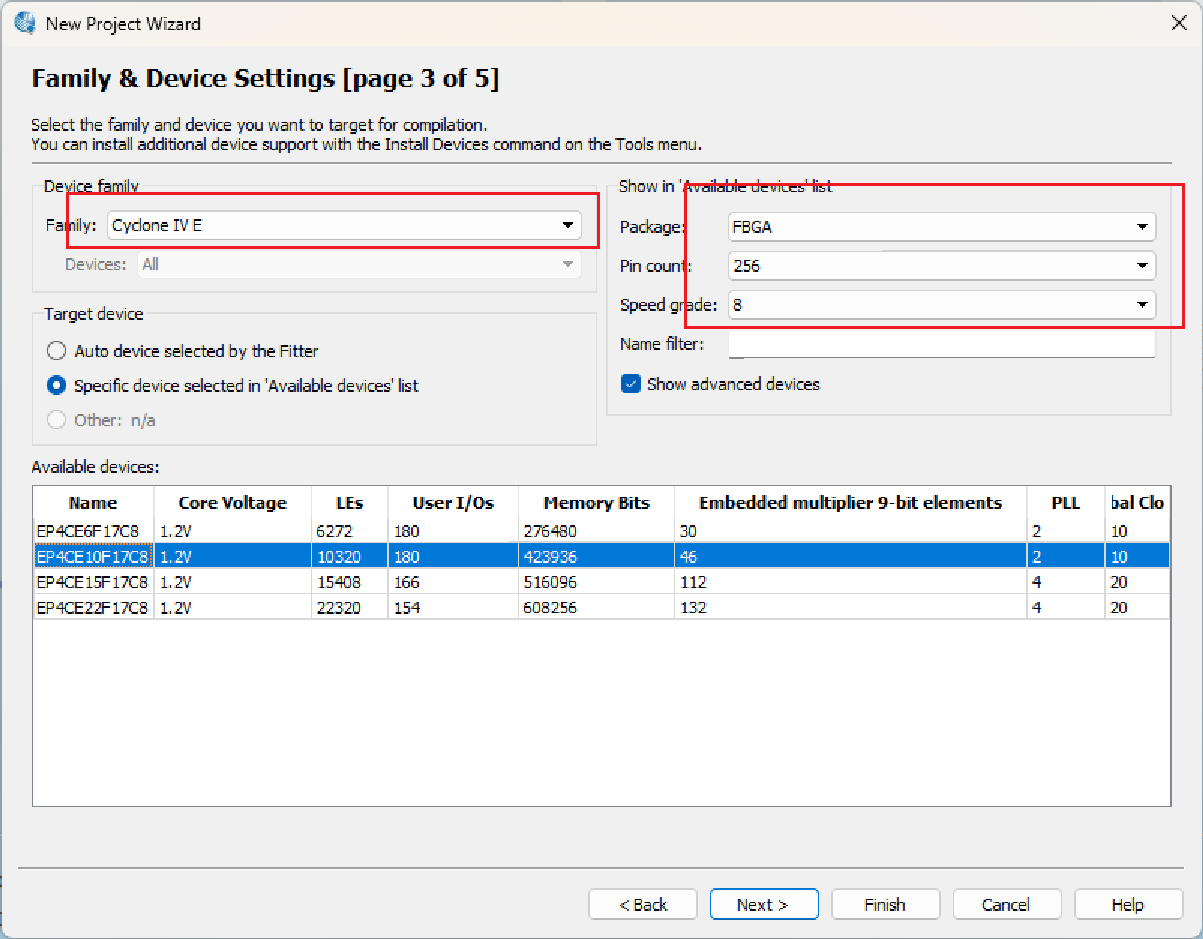 New Project Wizard
Family & Device Settings [page 3 of 5]
Select the family and device you want to target for compilation.
You can install additional device support with the Install Devices command on the Tools menu.
Device family
Family: Cyclone IV E
Devices: All
Target device
Auto device selected by the Fitter
Specific device selected in 'Available devices' list
Other: n/a
Show in 'Available devices' list
Package: FBGA
Pin count: 256
Speed grade: 8
Name filter:
Show advanced devices
Available devices:
Name Core Voltage LEs User I/Os Memory Bits Embedded multiplier 9-bit elements PLL bal Clo
EP4CE6F17C8 1.2V 6272 180 276480 30 2 10
EP4CE10F17C8 1.2V 10320 180 423936 46 2 10
EP4CE15F17C8 1.2V 15408 166 516096 112 4 20
EP4CE22F17C8 1.2V 22320 154 608256 132 4 20
< Back Next > Finish Cancel Help